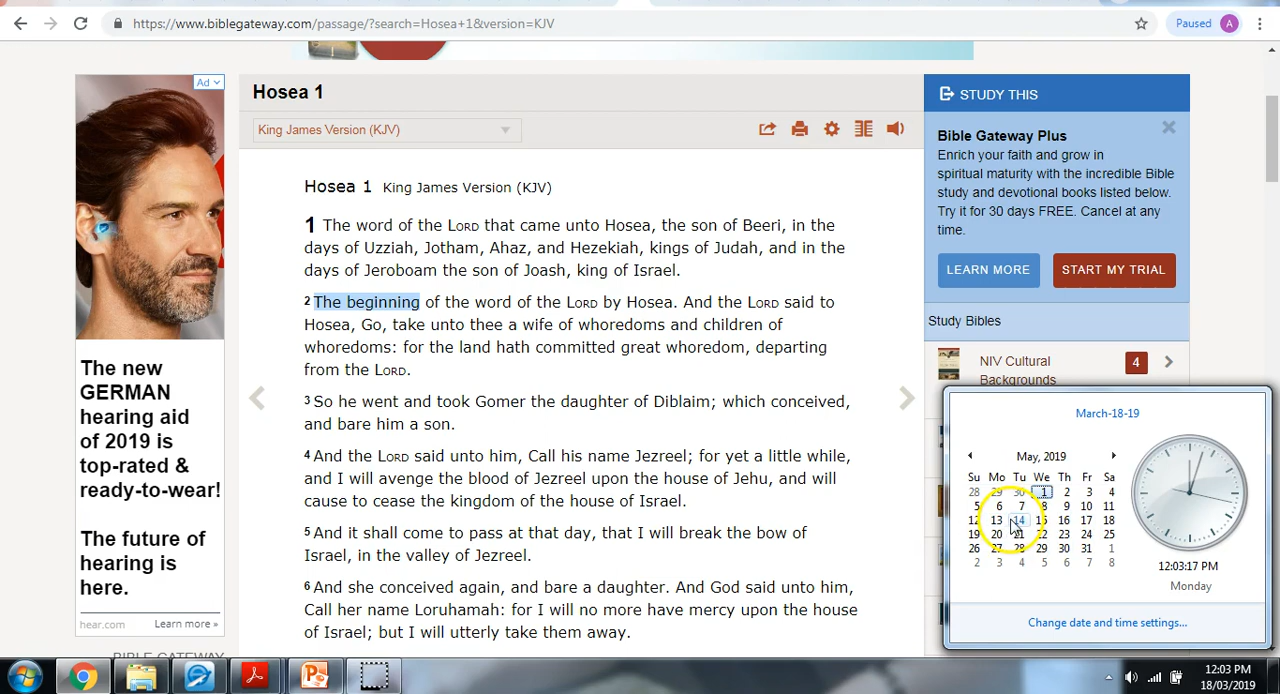 https://www.biblegateway.com/passage/?search=Hosea+1&version=KJV
Paused
A
Ad
Hosea 1
King James Version (KJV)
Hosea 1 King James Version (KJV)
1 The word of the LORD that came unto Hosea, the son of Beeri, in the
days of Uzziah, Jotham, Ahaz, and Hezekiah, kings of Judah, and in the
days of Jeroboam the son of Joash, king of Israel.
2 The beginning of the word of the LORD by Hosea. And the LORD said to
Hosea, Go, take unto thee a wife of whoredoms and children of
whoredoms: for the land hath committed great whoredom, departing
from the LORD.
3 So he went and took Gomer the daughter of Diblaim; which conceived,
and bare him a son.
4 And the LORD said unto him, Call his name Jezreel; for yet a little while,
and I will avenge the blood of Jezreel upon the house of Jehu, and will
cause to cease the kingdom of the house of Israel.
5 And it shall come to pass at that day, that I will break the bow of
Israel, in the valley of Jezreel.
6 And she conceived again, and bare a daughter. And God said unto him,
Call her name Loruhamah: for I will no more have mercy upon the house
of Israel; but I will utterly take them away.
The new
GERMAN
hearing aid
of 2019 is
top-rated &
ready-to-wear!
The future of
hearing is
here.
hear.com Learn more »
BIBLE GATEWAY
STUDY THIS
Bible Gateway Plus
Enrich your faith and grow in
spiritual maturity with the incredible Bible
study and devotional books listed below.
Try it for 30 days FREE. Cancel at any
time.
LEARN MORE
START MY TRIAL
Study Bibles
NIV Cultural
Backgrounds
4
March-18-19
May, 2019
Su Mo Tu We Th Fr Sa
28 29 30 1 2 3 4
5 6 7 8 9 10 11
12 13 14 15 16 17 18
19 20 21 22 23 24 25
26 27 28 29 30 31 1
2 3 4 5 6 7 8
12:03:17 PM
Monday
Change date and time settings...
12:03 PM
18/03/2019